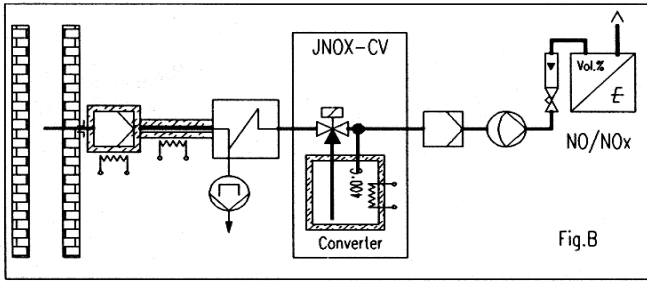 JNOX-CV
Vol.%
E
NO/NOx
400°C
Converter
Fig.B